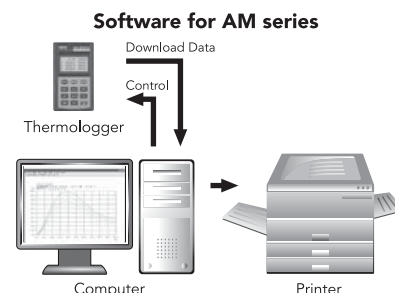 Software for AM series
Download Data
Control
Thermologger
Computer
Printer